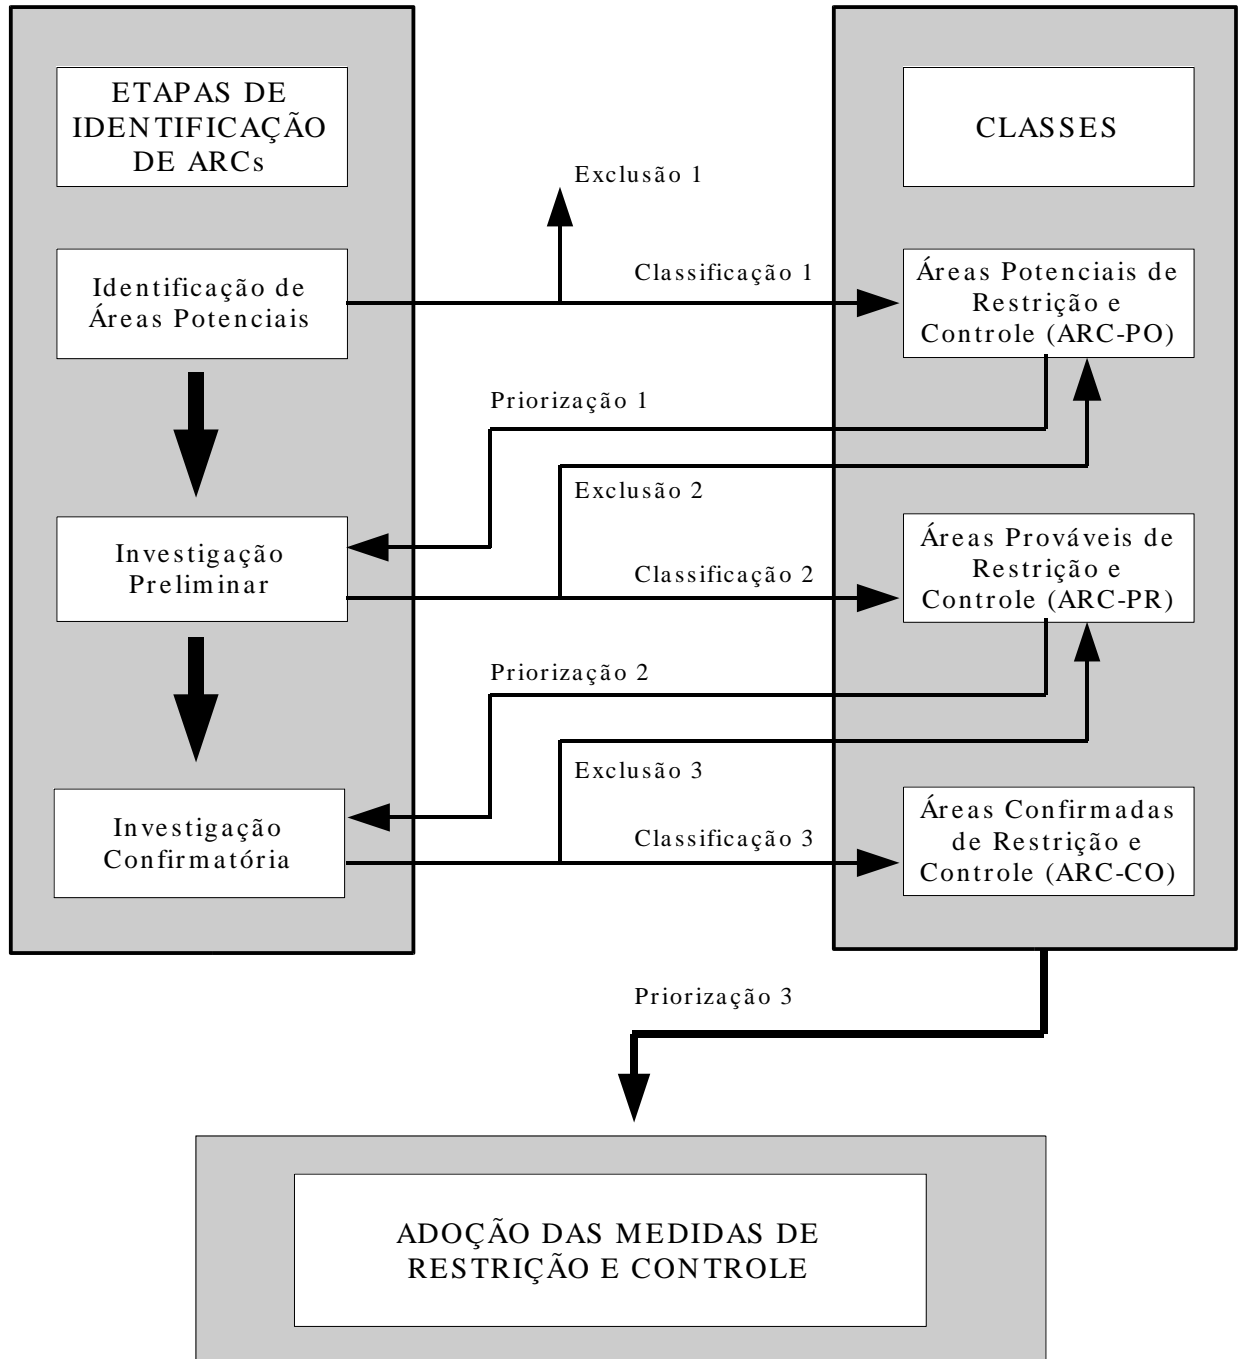 ETAPAS DE
IDENTIFICAÇÃO
DE ARCs
CLASSES
Exclusão 1
Classificação 1
Identificação de
Áreas Potenciais
Áreas Potenciais de
Restrição e
Controle (ARC-PO)
Priorização 1
Exclusão 2
Investigação
Preliminar
Classificação 2
Áreas Prováveis de
Restrição e
Controle (ARC-PR)
Priorização 2
Exclusão 3
Investigação
Confirmatória
Classificação 3
Áreas Confirmadas
de Restrição e
Controle (ARC-CO)
Priorização 3
ADOÇÃO DAS MEDIDAS DE
RESTRIÇÃO E CONTROLE